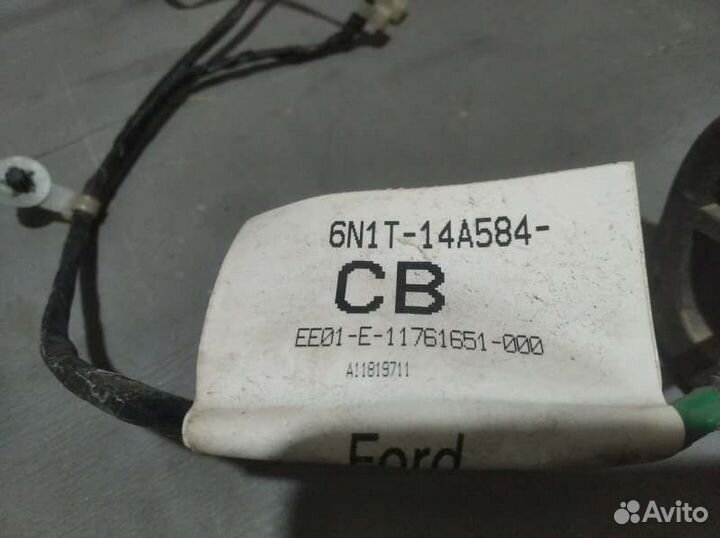 6N1T-14A584-
CB
EE01-E-11761651-000
A11819711
Ford
Avito